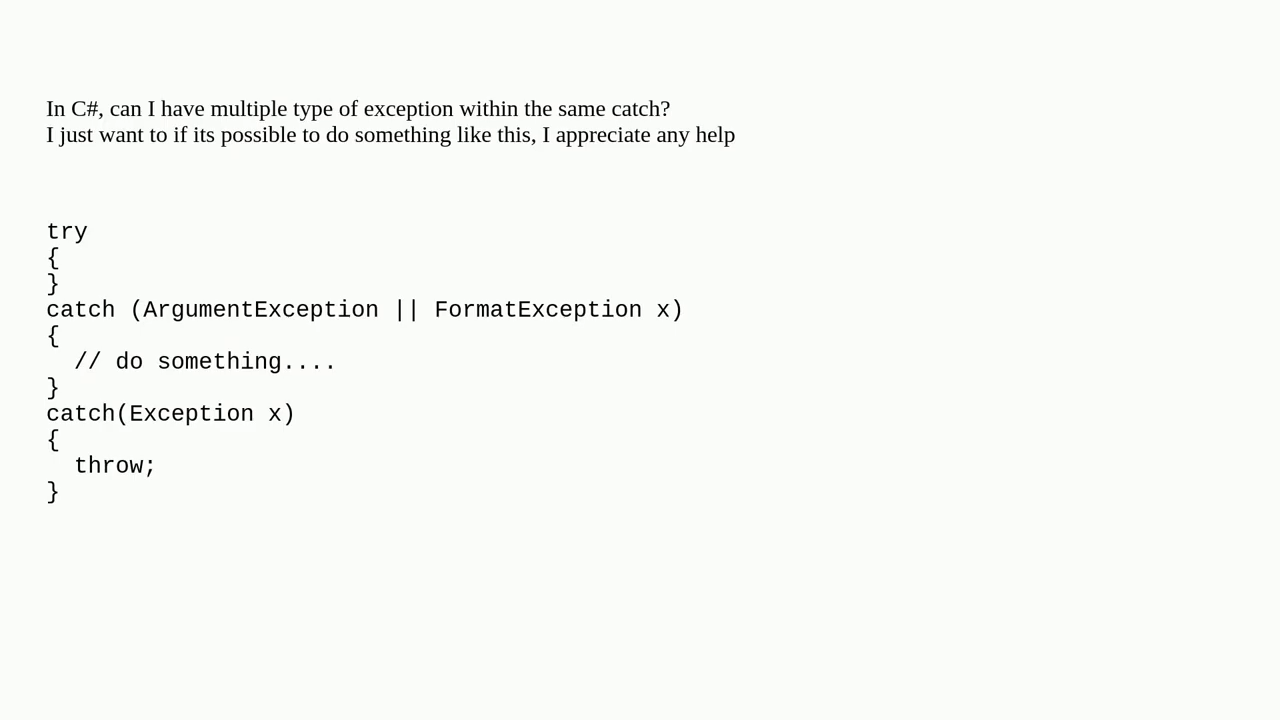 In C#, can I have multiple type of exception within the same catch?
I just want to if its possible to do something like this, I appreciate any help
try
{
}
catch (ArgumentException || FormatException x)
{
  // do something....
}
catch(Exception x)
{
  throw;
}